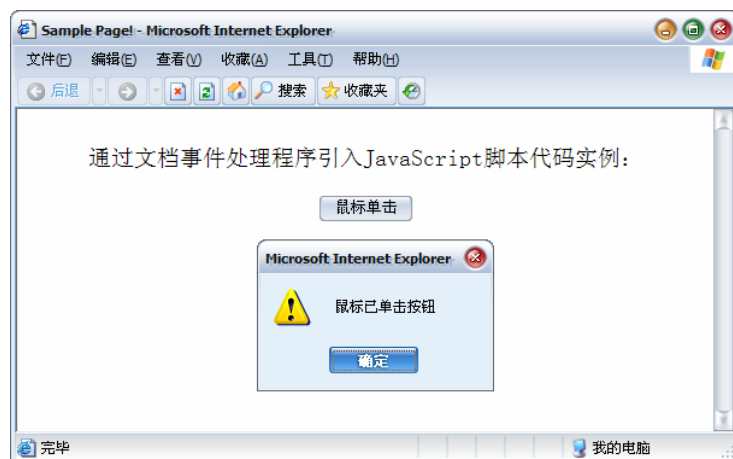 Sample Page! - Microsoft Internet Explorer
文件(F) 编辑(E) 查看(V) 收藏(A) 工具(T) 帮助(H)
后退 搜索 收藏夹
通过文档事件处理程序引入JavaScript脚本代码实例:
鼠标单击
Microsoft Internet Explorer
鼠标已单击按钮
确定
完毕 我的电脑